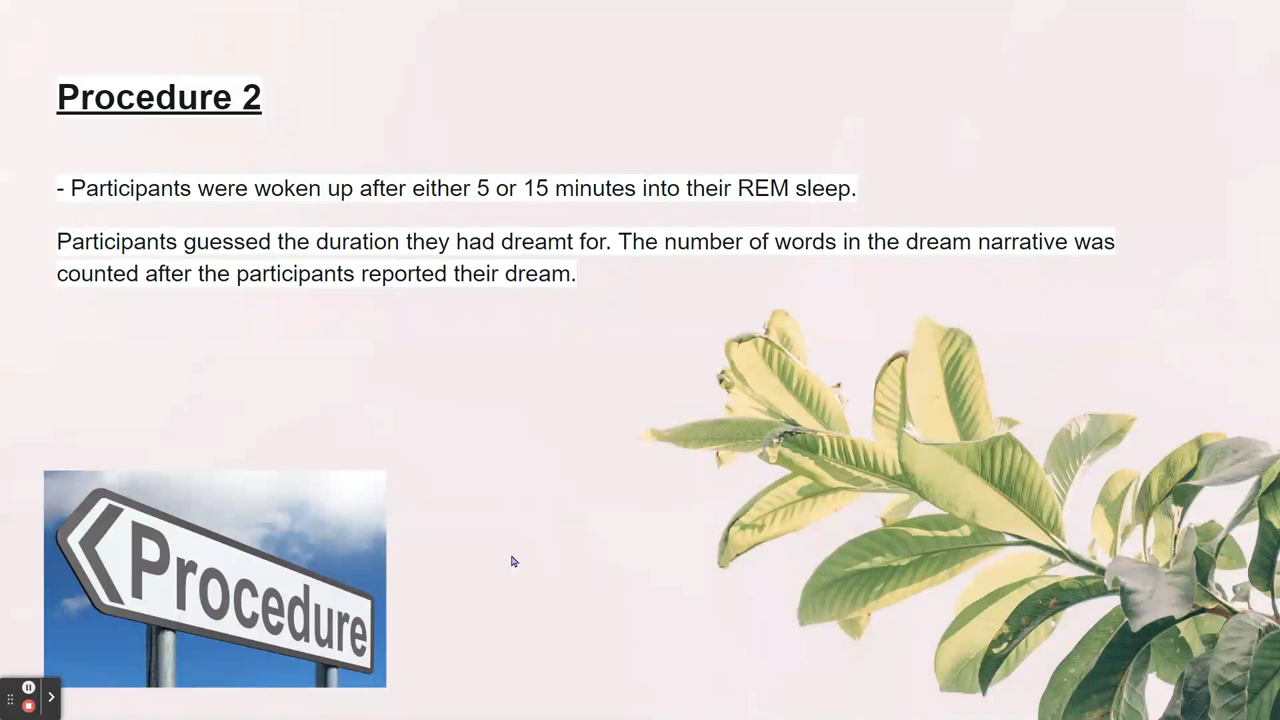 Procedure 2
- Participants were woken up after either 5 or 15 minutes into their REM sleep.
Participants guessed the duration they had dreamt for. The number of words in the dream narrative was
counted after the participants reported their dream.
Procedure